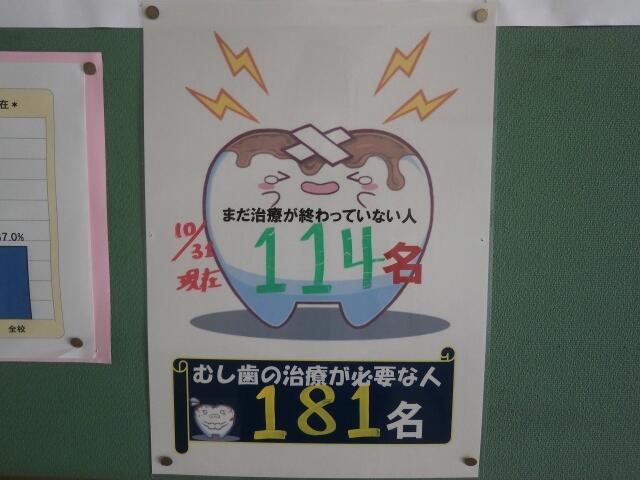 在*
7.0%
全校
まだ治療が終わっていない人
10/31
現在
114名
むし歯の治療が必要な人
181名